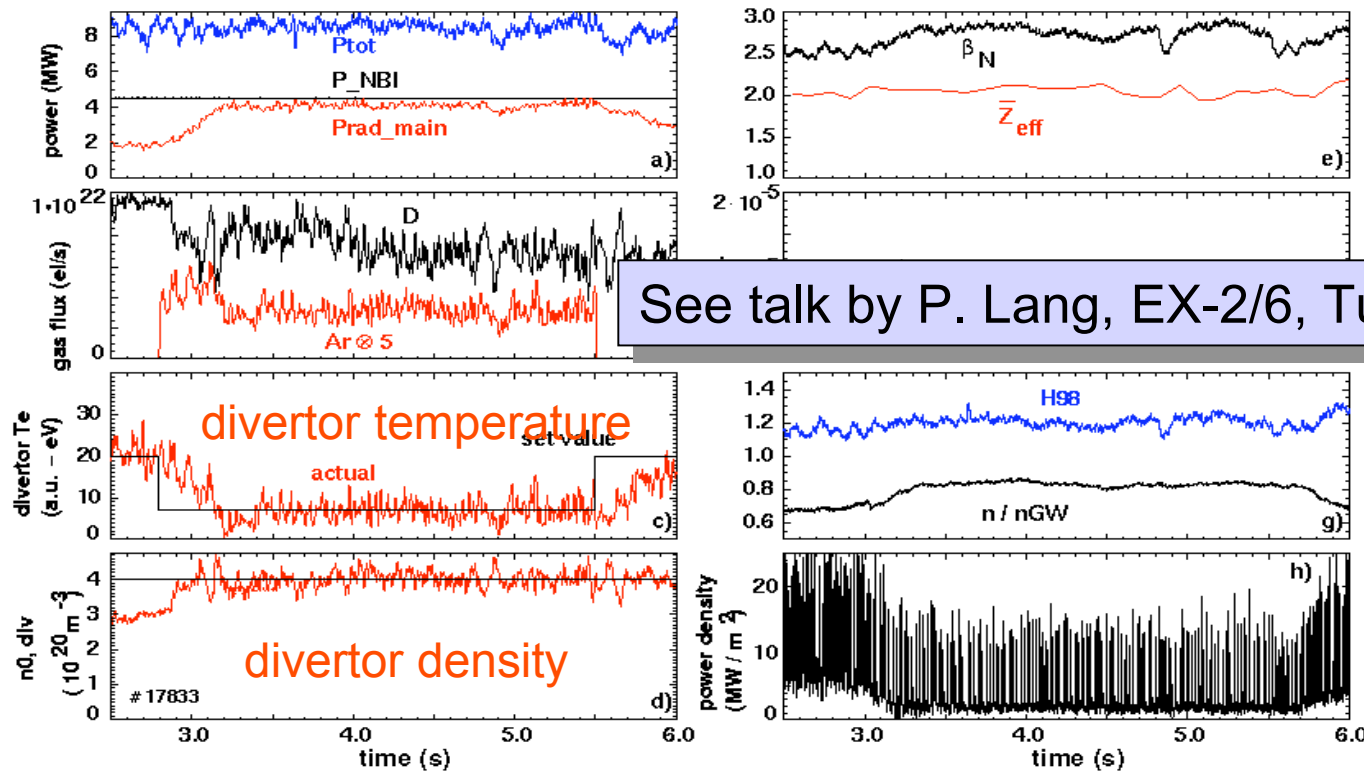 power (MW)
8
6
4
2
0
Ptot
P_NBI
Prad_main
a)
gas flux (el/s)
1·10 22
0
D
Ar ⊗ 5
divertor Te
(a.u. - eV)
30
20
10
0
divertor temperature
set value
actual
c)
n0, div
(10 20 m -3)
4
3
2
1
0
divertor density
# 17833
d)
3.0 4.0 5.0 6.0
time (s)
3.0
2.5
2.0
1.5
1.0
β N
Z eff
e)
2· 10 -5
See talk by P. Lang, EX-2/6, Tu
1.4
1.2
1.0
0.8
0.6
H98
n / nGW
g)
power density
(MW / m 2)
20
10
0
h)
3.0 4.0 5.0 6.0
time (s)